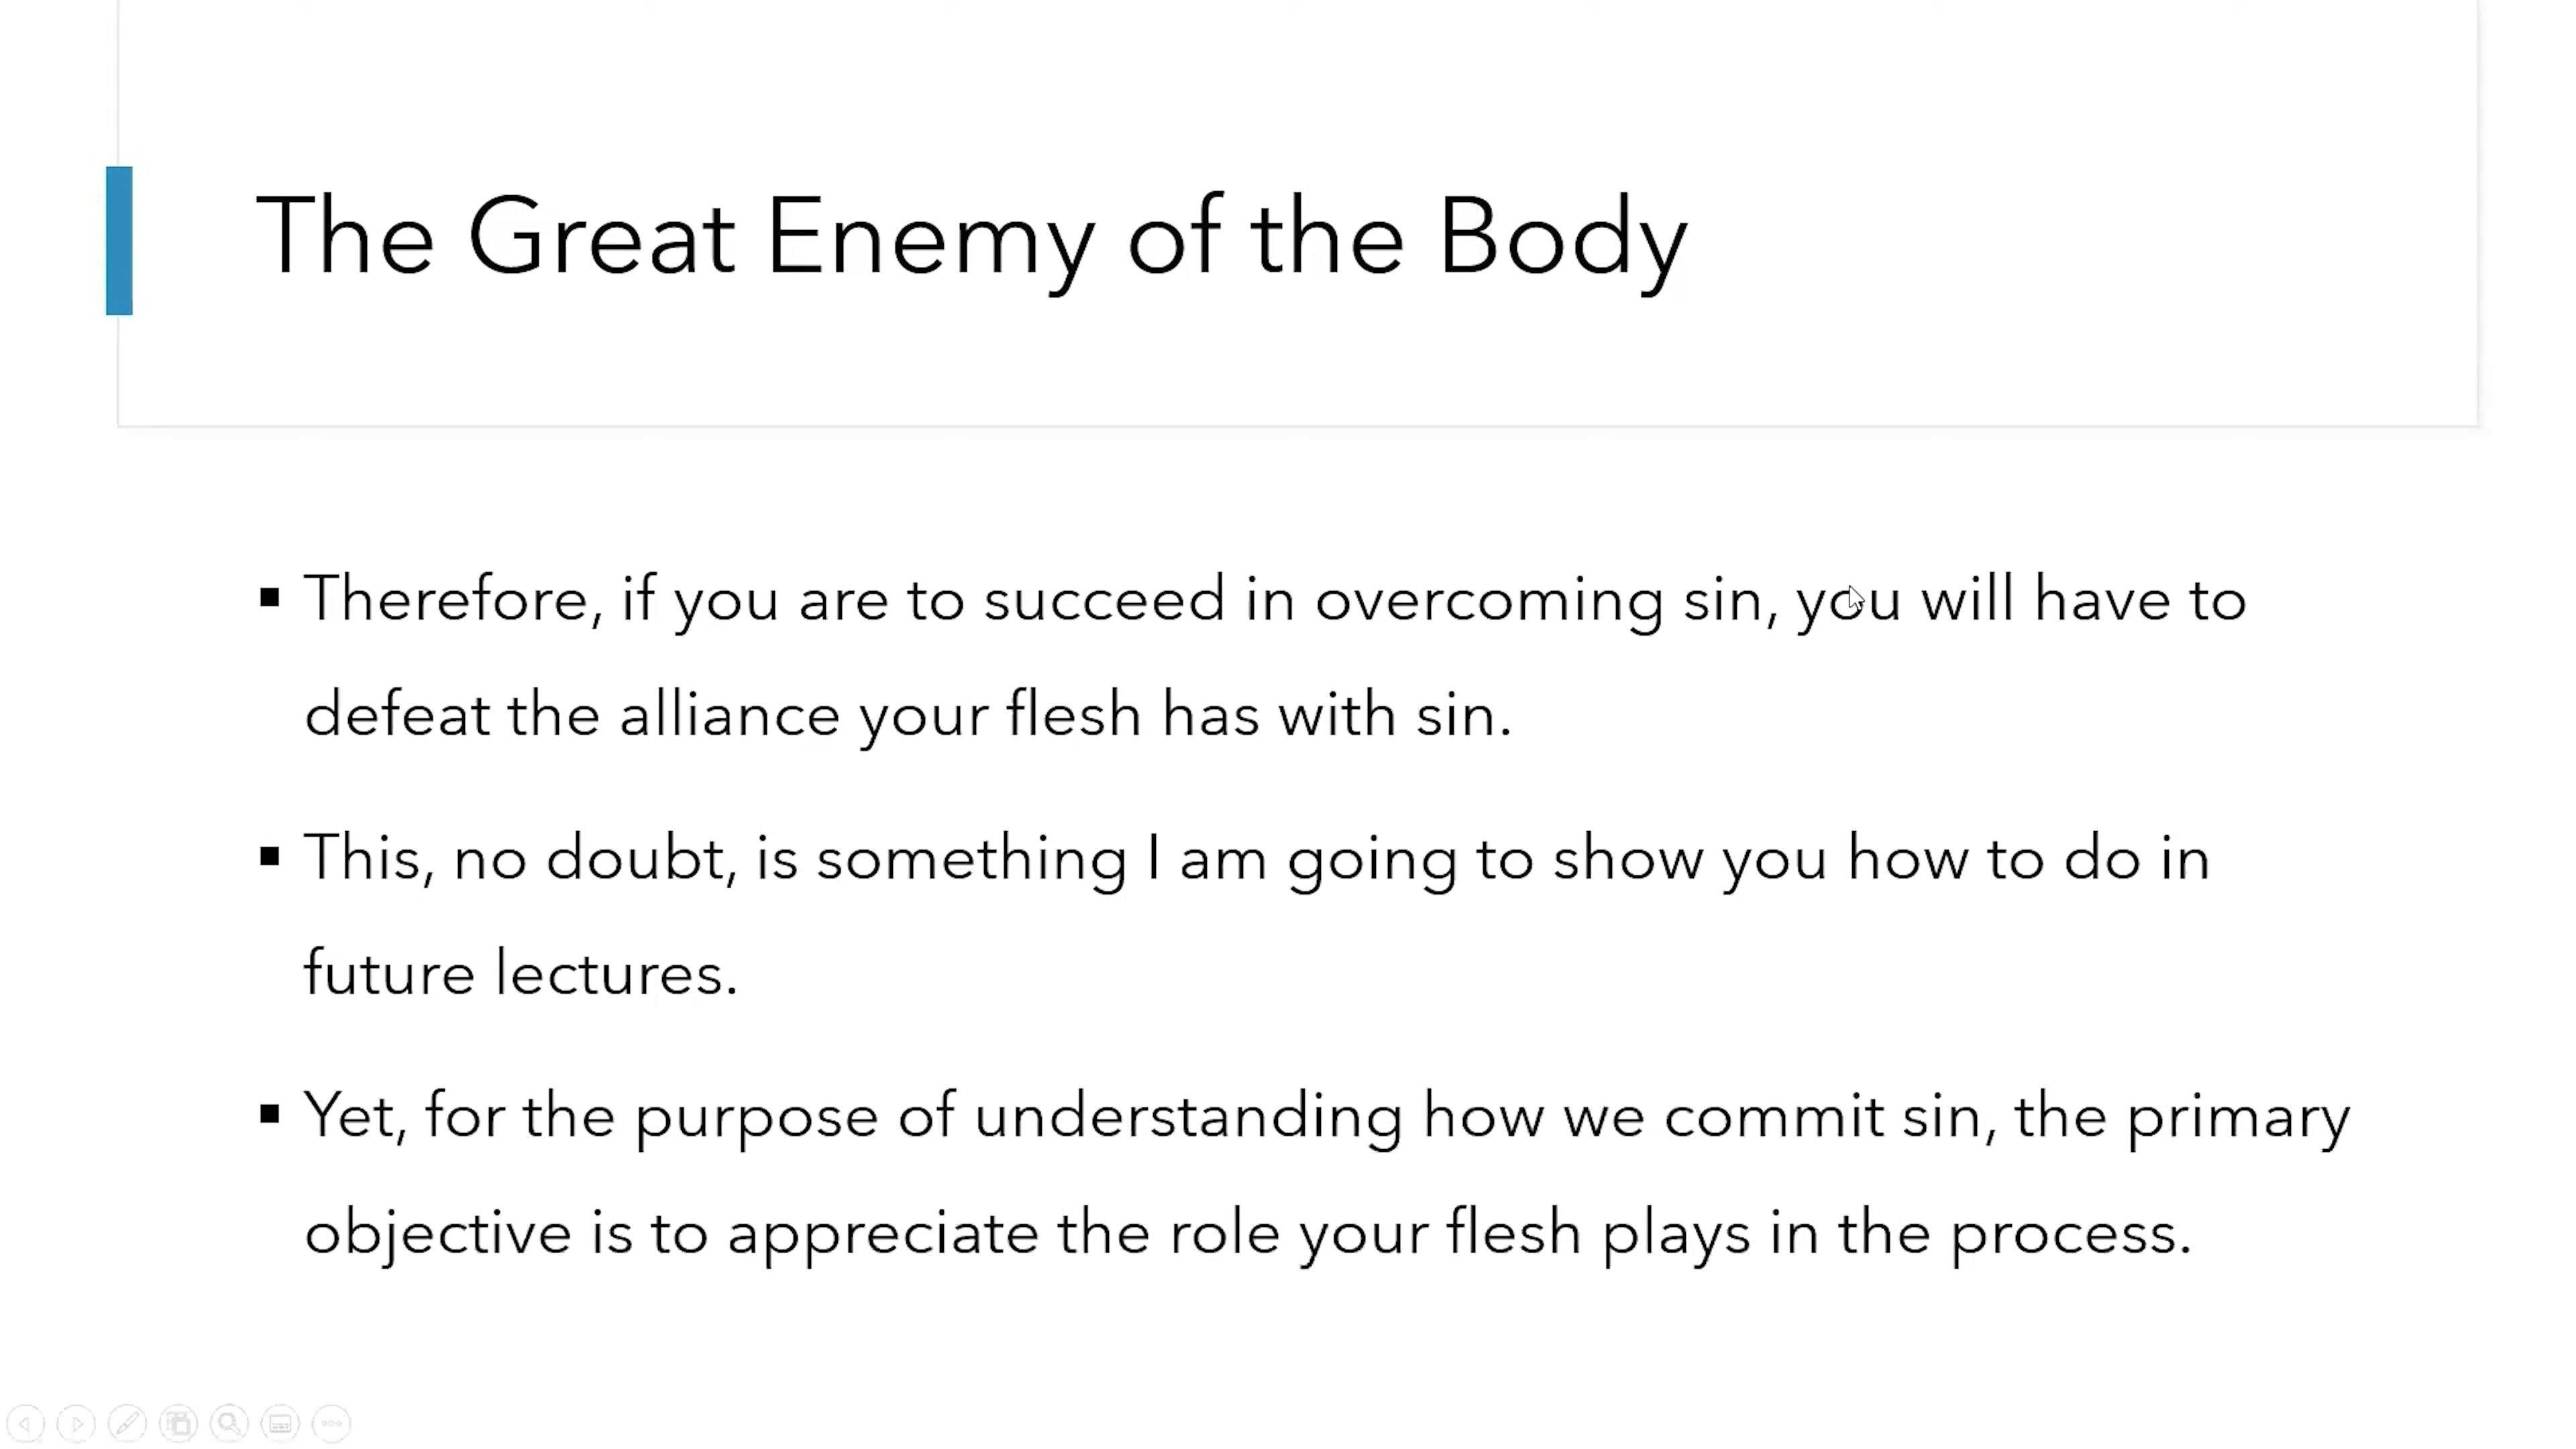 The Great Enemy of the Body
▪ Therefore, if you are to succeed in overcoming sin, you will have to
defeat the alliance your flesh has with sin.
▪ This, no doubt, is something I am going to show you how to do in
future lectures.
▪ Yet, for the purpose of understanding how we commit sin, the primary
objective is to appreciate the role your flesh plays in the process.